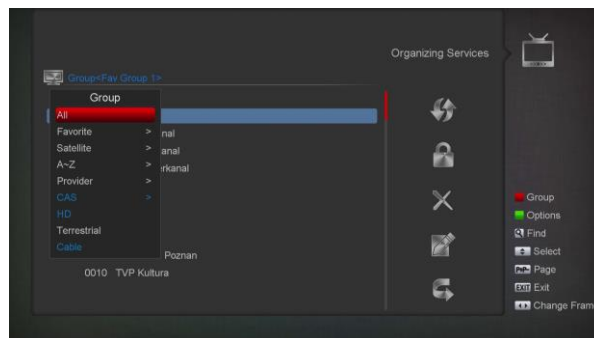 Organizing Services
Group<Fav Group 1>
Group
All
Favorite >
nal
Satellite >
anal
A~Z >
rkanal
Provider >
CAS >
HD
Terrestrial
Cable
Poznan
0010 TVP Kultura
Group
Options
Find
Select
Page
EXIT Exit
Change Fram